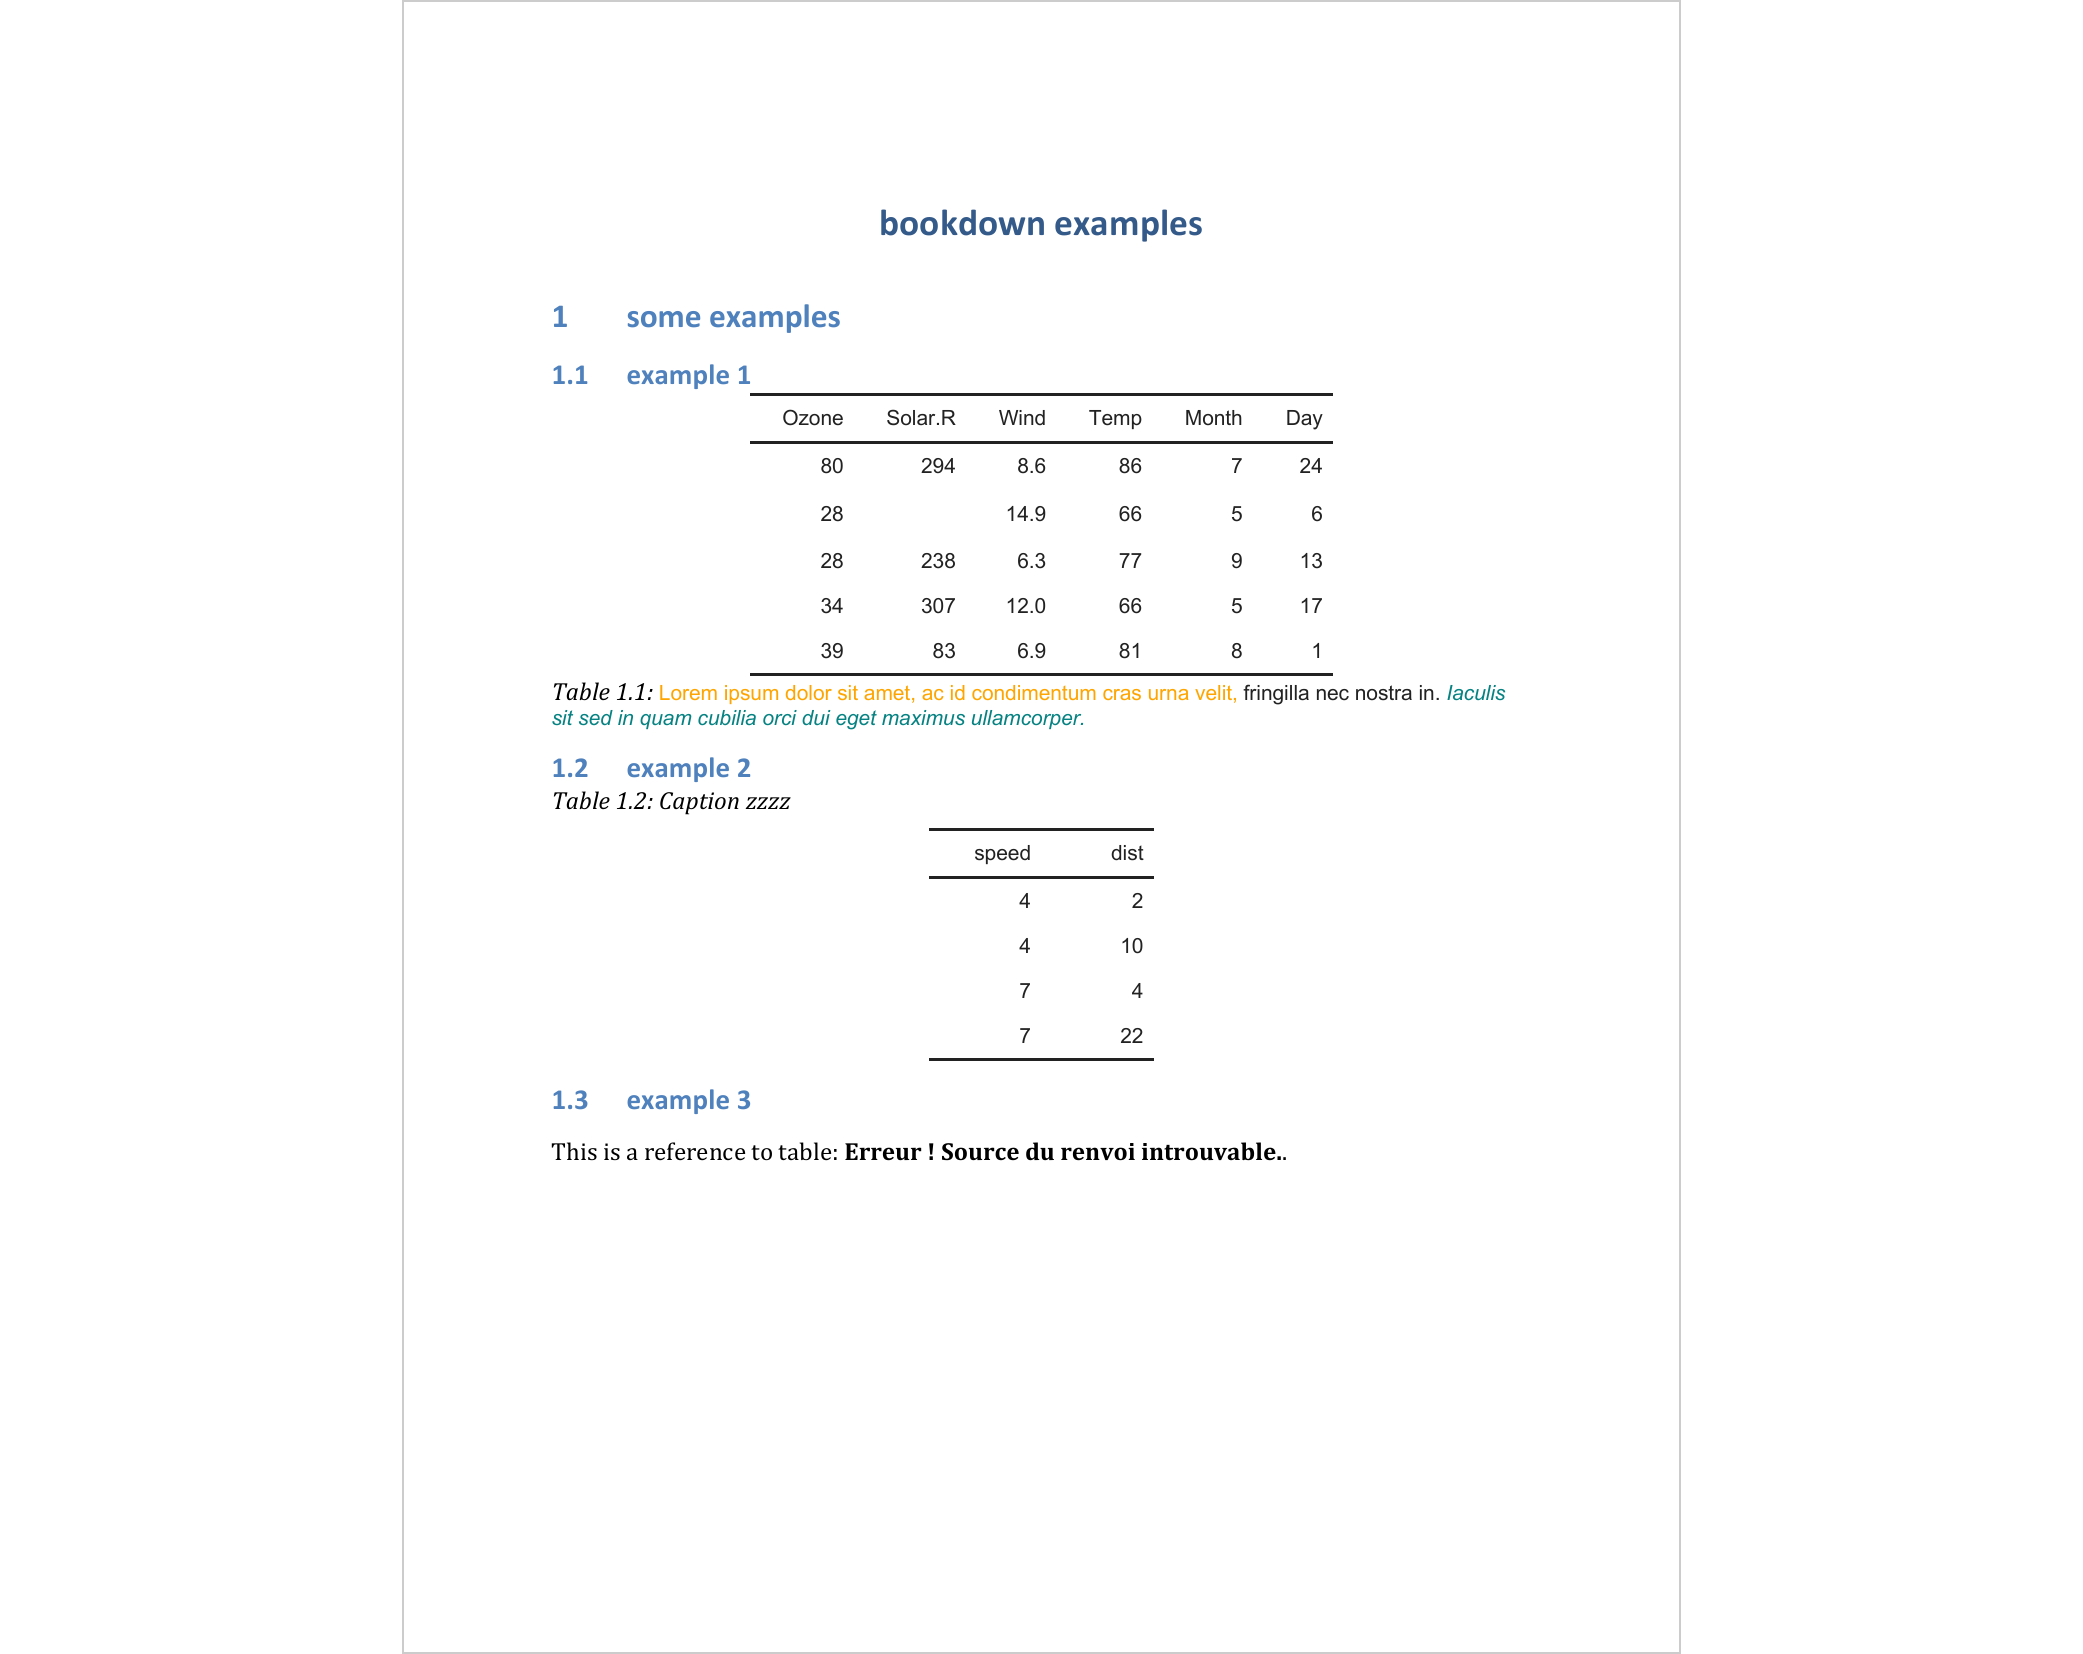 bookdown examples
1 some examples
1.1 example 1
Ozone Solar.R Wind Temp Month Day
80 294 8.6 86 7 24
28 14.9 66 5 6
28 238 6.3 77 9 13
34 307 12.0 66 5 17
39 83 6.9 81 8 1
Table 1.1: Lorem ipsum dolor sit amet, ac id condimentum cras urna velit, fringilla nec nostra in. Iaculis
sit sed in quam cubilia orci dui eget maximus ullamcorper.
1.2 example 2
Table 1.2: Caption zzzz
speed dist
4 2
4 10
7 4
7 22
1.3 example 3
This is a reference to table: Erreur ! Source du renvoi introuvable..